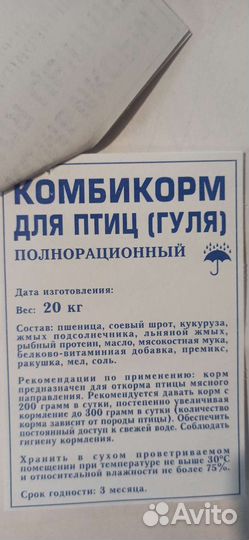 КОМБИКОРМ
ДЛЯ ПТИЦ (ГУЛЯ)
ПОЛНОРАЦИОННЫЙ
Дата изготовления:
Вес: 20 кг
Состав: пшеница, соевый шрот, кукуруза,
жмых подсолнечника, льняной жмых,
рыбный протеин, масло, мясокостная мука,
белково-витаминная добавка, премикс,
ракушка, мел, соль.
Рекомендации по применению: корм
предназначен для откорма птицы мясного
направления. Рекомендуется давать корм с
200 грамм в сутки, постепенно увеличивая
кормление до 300 грамм в сутки (количество
корма зависит от породы птицы). Обеспечить
постоянный доступ к свежей воде. Соблюдать
гигиену кормления.
Хранить в сухом проветриваемом
помещении при температуре не выше 30°С
и относительной влажности не более 75%.
Срок годности: 3 месяца.
Avito